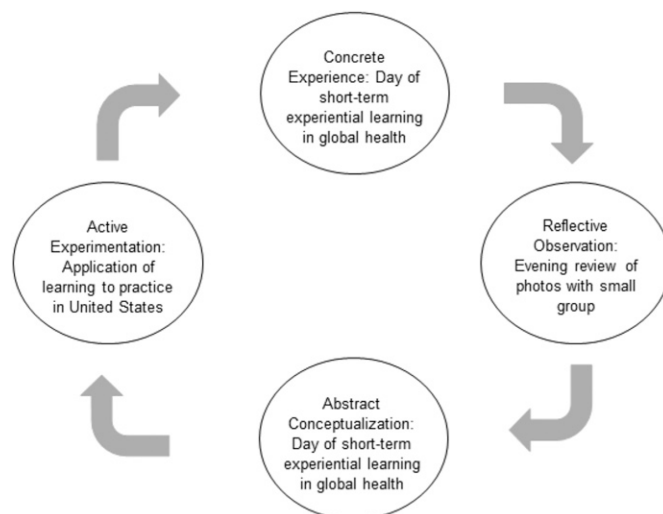 Concrete
Experience: Day of
short-term
experiential learning
in global health
Reflective
Observation:
Evening review of
photos with small
group
Abstract
Conceptualization:
Day of short-term
experiential learning
in global health
Active
Experimentation:
Application of
learning to practice
in United States